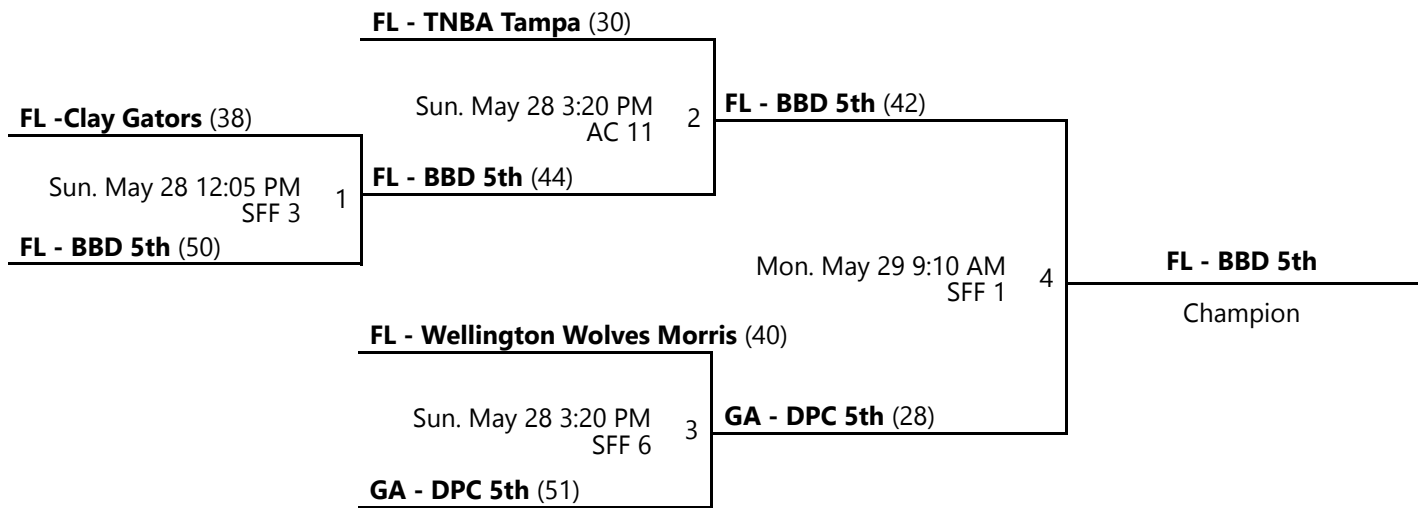 FL - TNBA Tampa (30)
Sun. May 28 3:20 PM
AC 11
2
FL - BBD 5th (42)
FL -Clay Gators (38)
Sun. May 28 12:05 PM
SFF 3
1
FL - BBD 5th (44)
FL - BBD 5th (50)
Mon. May 29 9:10 AM
SFF 1
4
FL - BBD 5th
Champion
FL - Wellington Wolves Morris (40)
Sun. May 28 3:20 PM
SFF 6
3
GA - DPC 5th (28)
GA - DPC 5th (51)